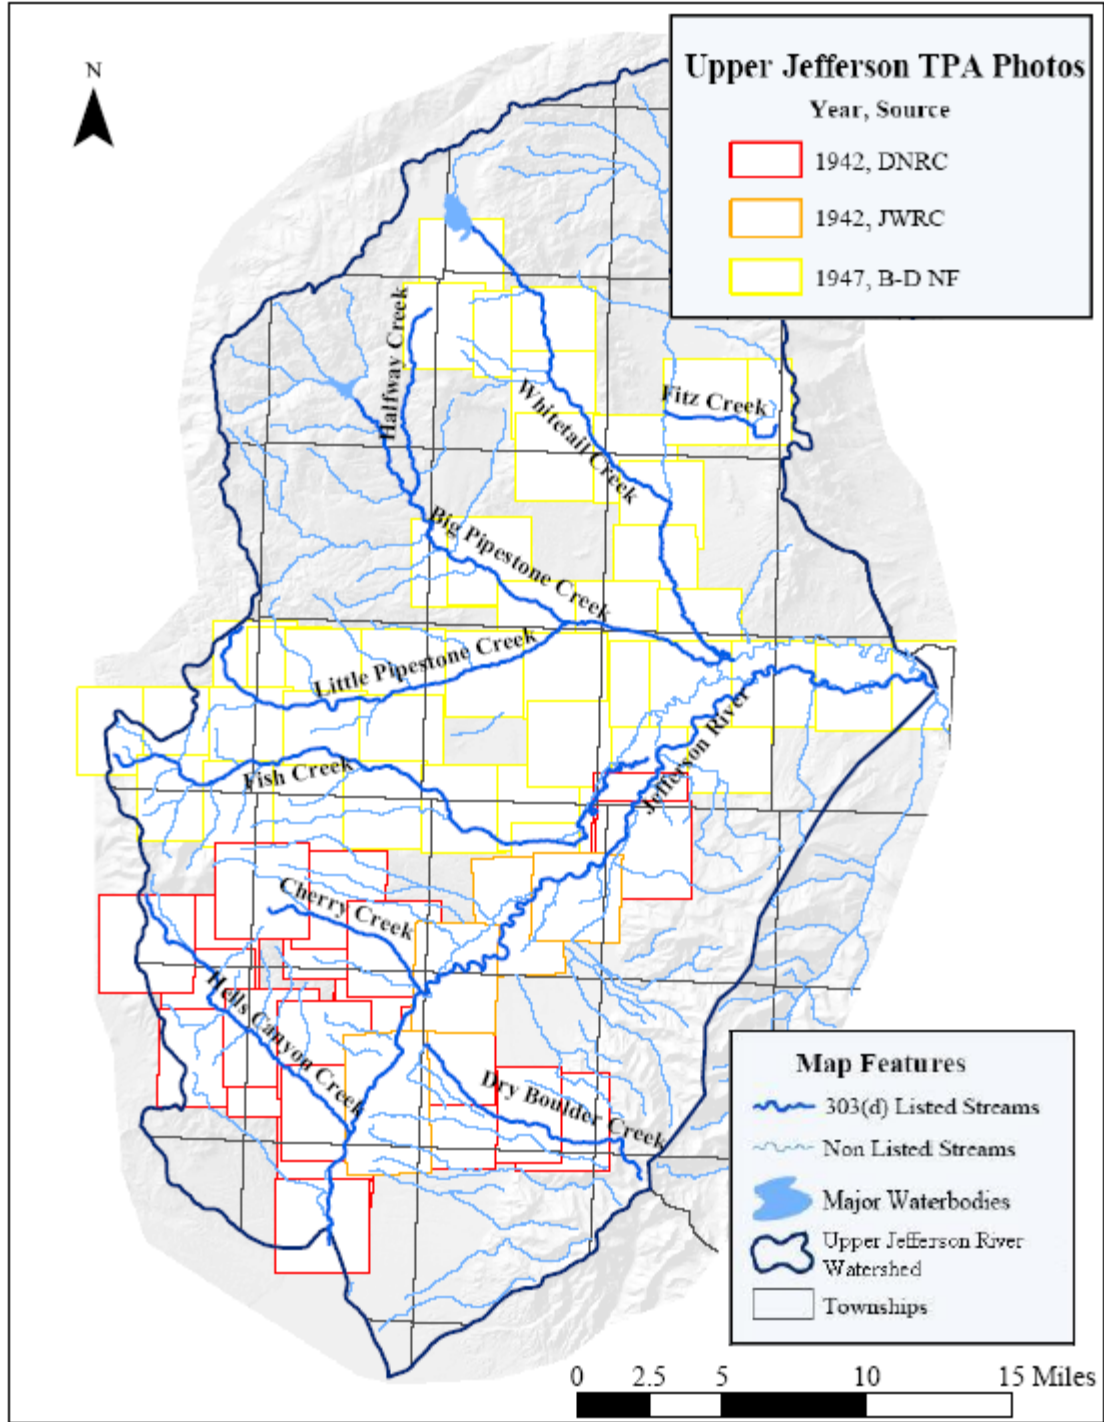 N
Upper Jefferson TPA Photos
Year, Source
1942, DNRC
1942, JWRC
1947, B-D NF
Halfway Creek
Whitetail Creek
Fitz Creek
Big Pipestone Creek
Little Pipestone Creek
Jefferson River
Fish Creek
Cherry Creek
Hells Canyon Creek
Dry Boulder Creek
Map Features
303(d) Listed Streams
Non Listed Streams
Major Waterbodies
Upper Jefferson River
Watershed
Townships
0 2.5 5 10 15 Miles